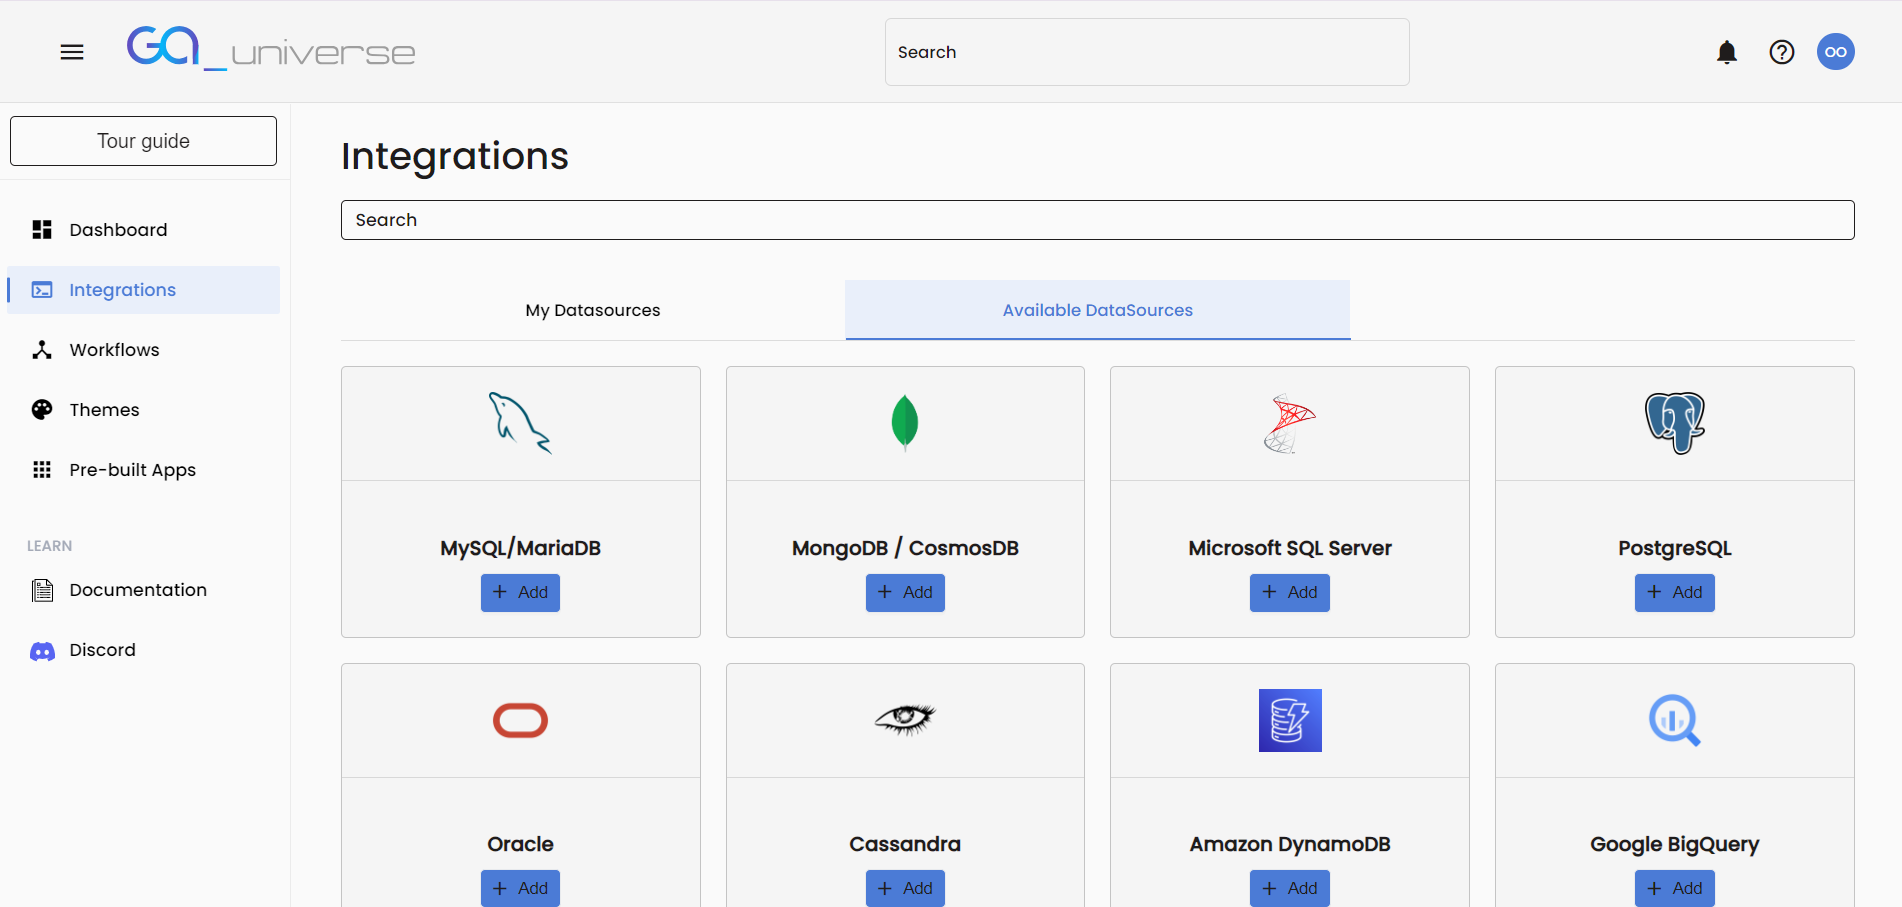 GA_universe
Search
OO
Tour guide
Dashboard
Integrations
Workflows
Themes
Pre-built Apps
LEARN
Documentation
Discord
Integrations
Search
My Datasources
Available DataSources
MySQL/MariaDB
+ Add
MongoDB / CosmosDB
+ Add
Microsoft SQL Server
+ Add
PostgreSQL
+ Add
Oracle
+ Add
Cassandra
+ Add
Amazon DynamoDB
+ Add
Google BigQuery
+ Add